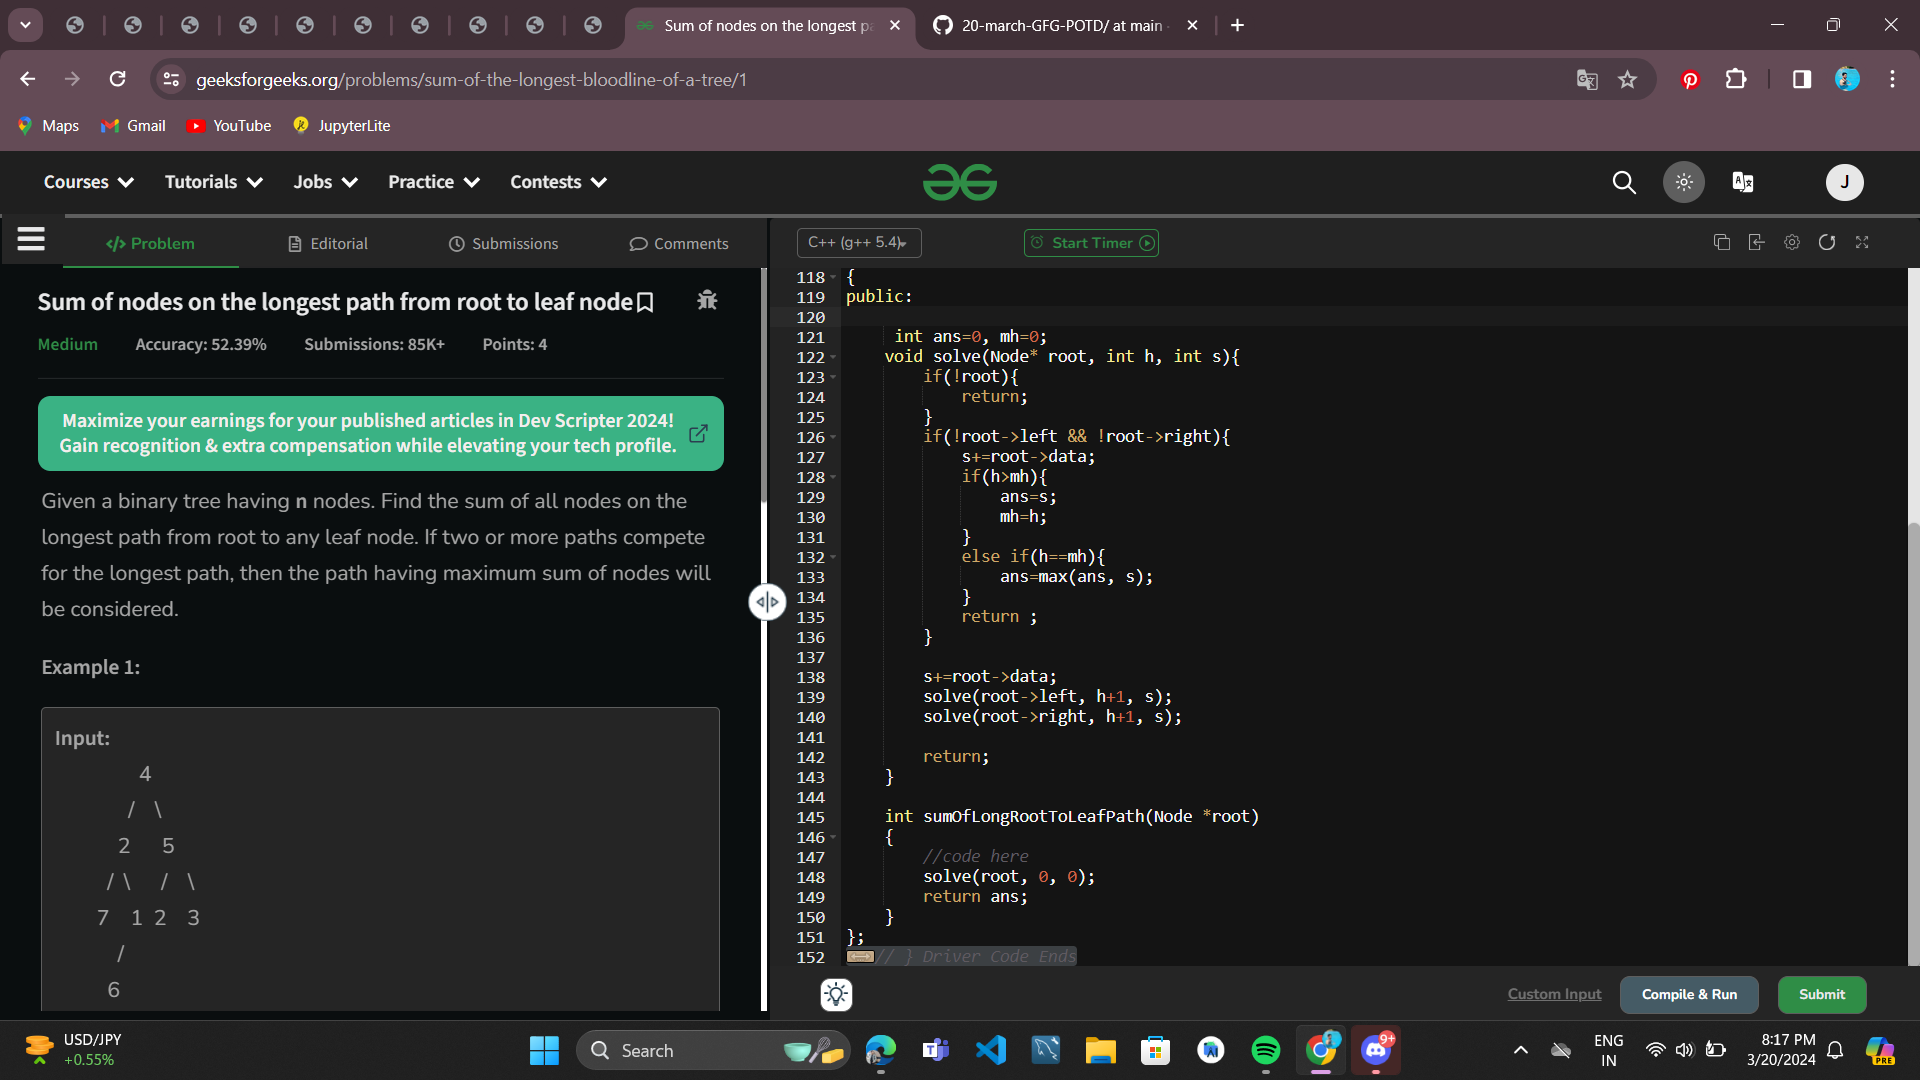 Sum of nodes on the longest pa
20-march-GFG-POTD/ at main
geeksforgeeks.org/problems/sum-of-the-longest-bloodline-of-a-tree/1
Maps
Gmail
YouTube
JupyterLite
Courses
Tutorials
Jobs
Practice
Contests
J
</> Problem
Editorial
Submissions
Comments
Sum of nodes on the longest path from root to leaf node
Medium
Accuracy: 52.39%
Submissions: 85K+
Points: 4
Maximize your earnings for your published articles in Dev Scripter 2024!
Gain recognition & extra compensation while elevating your tech profile.
Given a binary tree having n nodes. Find the sum of all nodes on the
longest path from root to any leaf node. If two or more paths compete
for the longest path, then the path having maximum sum of nodes will
be considered.
Example 1:
Input:
4
/ \
2 5
/ \ / \
7 1 2 3
/
6
C++ (g++ 5.4)
Start Timer
118 {
119 public:
120
121 int ans=0, mh=0;
122 void solve(Node* root, int h, int s){
123 if(!root){
124 return;
125 }
126 if(!root->left && !root->right){
127 s+=root->data;
128 if(h>mh){
129 ans=s;
130 mh=h;
131 }
132 else if(h==mh){
133 ans=max(ans, s);
134 }
135 return ;
136 }
137
138 s+=root->data;
139 solve(root->left, h+1, s);
140 solve(root->right, h+1, s);
141
142 return;
143 }
144
145 int sumOfLongRootToLeafPath(Node *root)
146 {
147 //code here
148 solve(root, 0, 0);
149 return ans;
150 }
151 };
152 // } Driver Code Ends
Custom Input
Compile & Run
Submit
USD/JPY
+0.55%
Search
9+
ENG
IN
8:17 PM
3/20/2024
PRE